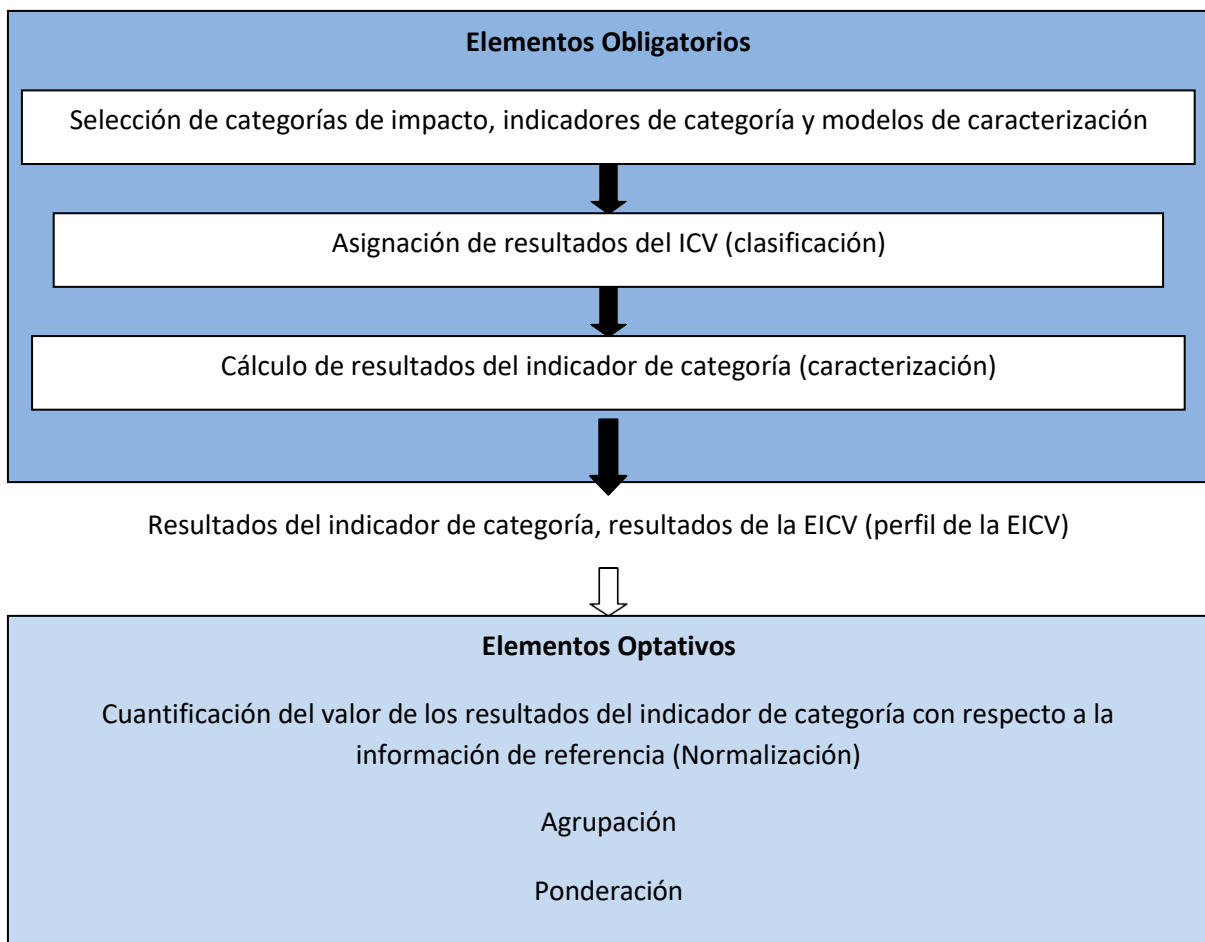 Elementos Obligatorios
Selección de categorías de impacto, indicadores de categoría y modelos de caracterización
Asignación de resultados del ICV (clasificación)
Cálculo de resultados del indicador de categoría (caracterización)
Resultados del indicador de categoría, resultados de la EICV (perfil de la EICV)
Elementos Optativos
Cuantificación del valor de los resultados del indicador de categoría con respecto a la
información de referencia (Normalización)
Agrupación
Ponderación